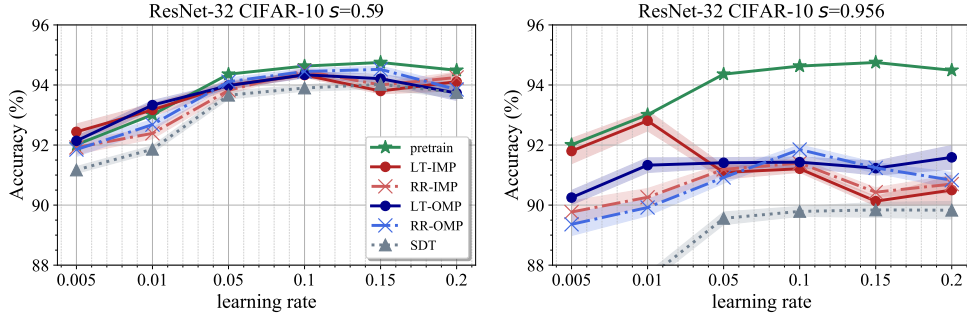 ResNet-32 CIFAR-10 s=0.59
Accuracy (%)
96
94
92
90
88
0.005 0.01 0.05 0.1 0.15 0.2
learning rate
pretrain
LT-IMP
RR-IMP
LT-OMP
RR-OMP
SDT
ResNet-32 CIFAR-10 s=0.956
Accuracy (%)
96
94
92
90
88
0.005 0.01 0.05 0.1 0.15 0.2
learning rate